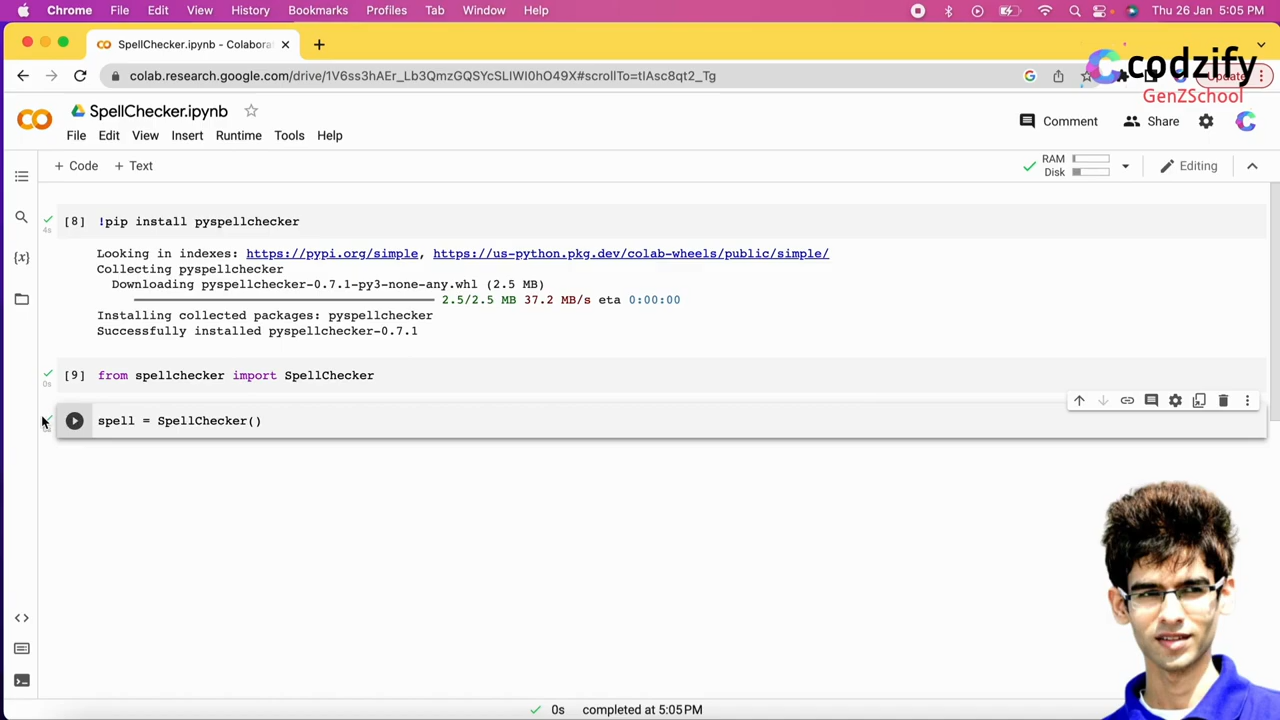 Chrome File Edit View History Bookmarks Profiles Tab Window Help Thu 26 Jan 5:05 PM
SpellChecker.ipynb - Colabora
colab.research.google.com/drive/1V6ss3hAEr_Lb3QmzGQSYcSLIWI0hO49X#scrollTo=tIAsc8qt2_Tg
codzify
GenZSchool
SpellChecker.ipynb
File Edit View Insert Runtime Tools Help
Comment Share
+ Code + Text
RAM
Disk
Editing
[8] !pip install pyspellchecker
4s
Looking in indexes: https://pypi.org/simple, https://us-python.pkg.dev/colab-wheels/public/simple/
Collecting pyspellchecker
Downloading pyspellchecker-0.7.1-py3-none-any.whl (2.5 MB)
2.5/2.5 MB 37.2 MB/s eta 0:00:00
Installing collected packages: pyspellchecker
Successfully installed pyspellchecker-0.7.1
[9] from spellchecker import SpellChecker
0s
spell = SpellChecker()
0s completed at 5:05 PM